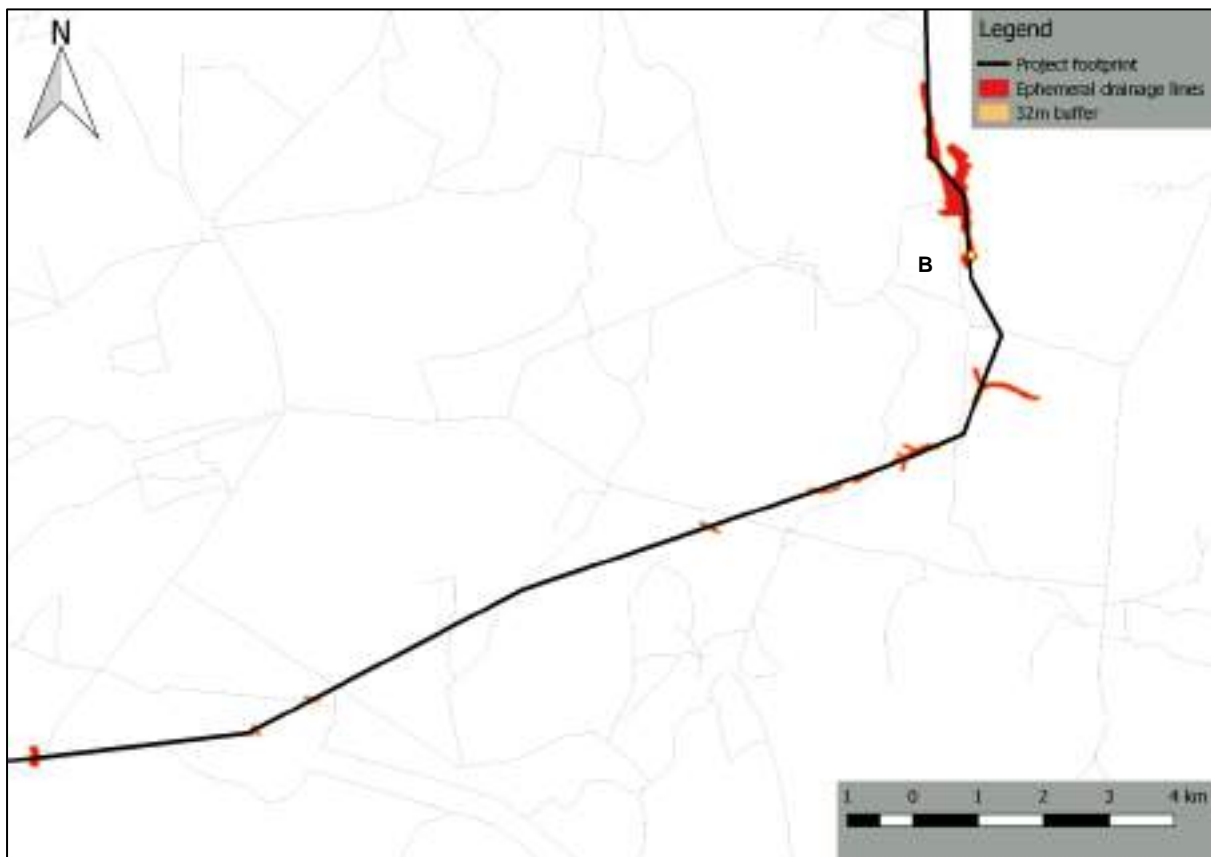 N
Legend
Project footprint
Ephemeral drainage lines
32m buffer
B
1 0 1 2 3 4 km